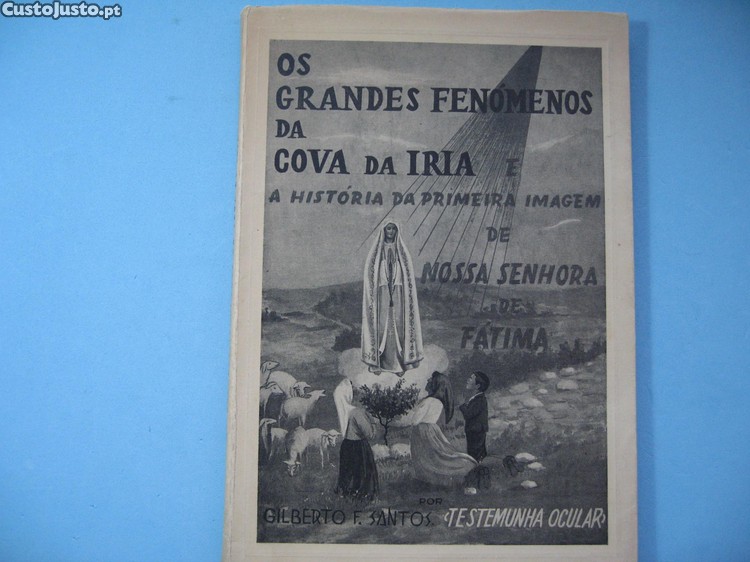 CustoJusto.pt
OS
GRANDES FENÓMENOS
DA
COVA DA IRIA E
A HISTÓRIA DA PRIMEIRA IMAGEM
DE
NOSSA SENHORA
DE
FÁTIMA
POR
GILBERTO F. SANTOS. ‹TESTEMUNHA OCULAR›